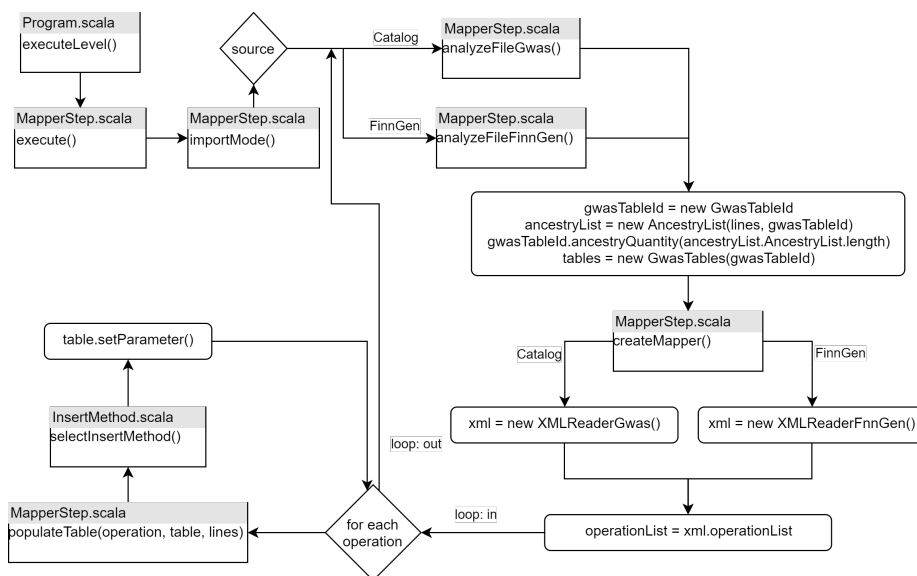 Program.scala
executeLevel()
MapperStep.scala
execute()
MapperStep.scala
importMode()
source
Catalog
MapperStep.scala
analyzeFileGwas()
FinnGen
MapperStep.scala
analyzeFileFinnGen()
gwasTableId = new GwasTableId
ancestryList = new AncestryList(lines, gwasTableId)
gwasTableId.ancestryQuantity(ancestryList.AncestryList.length)
tables = new GwasTables(gwasTableId)
MapperStep.scala
createMapper()
Catalog
FinnGen
xml = new XMLReaderGwas()
xml = new XMLReaderFnnGen()
operationList = xml.operationList
loop: in
for each
operation
loop: out
MapperStep.scala
populateTable(operation, table, lines)
InsertMethod.scala
selectInsertMethod()
table.setParameter()